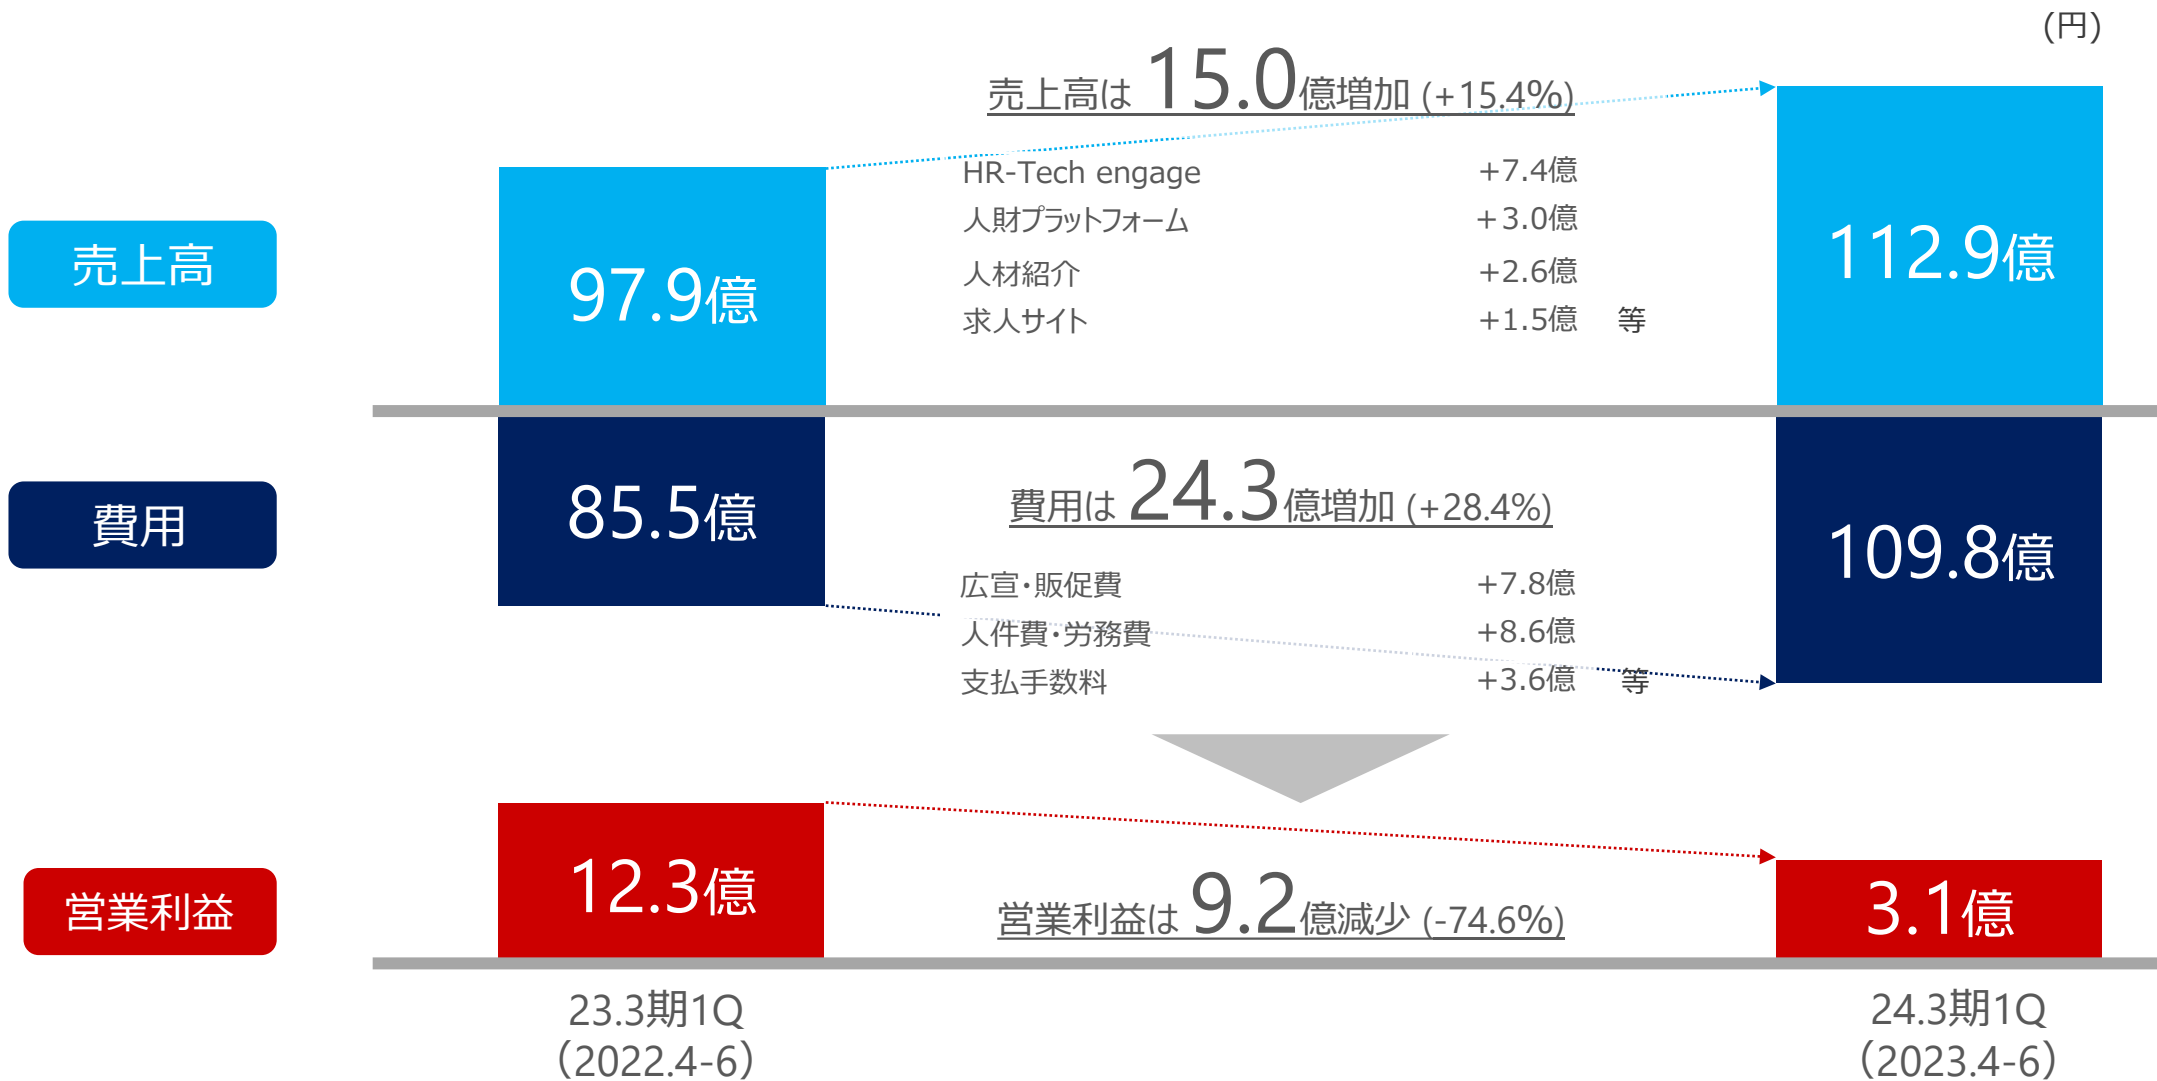 (円)
売上高は 15.0億増加 (+15.4%)
HR-Tech engage +7.4億
人財プラットフォーム +3.0億
人材紹介 +2.6億
求人サイト +1.5億 等
売上高
97.9億
112.9億
費用
85.5億
費用は 24.3億増加 (+28.4%)
109.8億
広宣・販促費 +7.8億
人件費・労務費 +8.6億
支払手数料 +3.6億 等
営業利益
12.3億
営業利益は 9.2億減少 (-74.6%)
3.1億
23.3期1Q
（2022.4-6）
24.3期1Q
（2023.4-6）